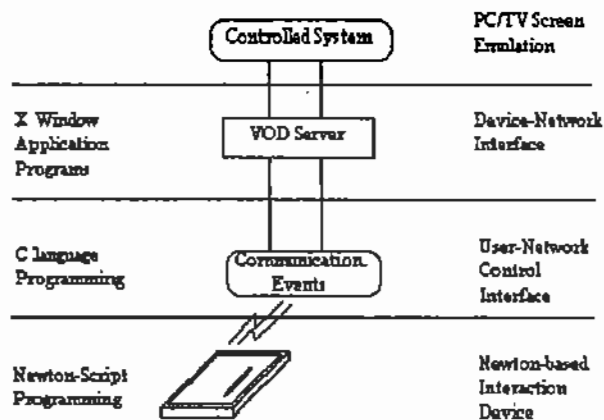 Controlled System
PC/TV Screen
Emulation
X Window
Application
Programs
VOD Server
Device-Network
Interface
C language
Programming
Communication
Events
User-Network
Control
Interface
Newton-Script
Programming
Newton-based
Interaction
Device